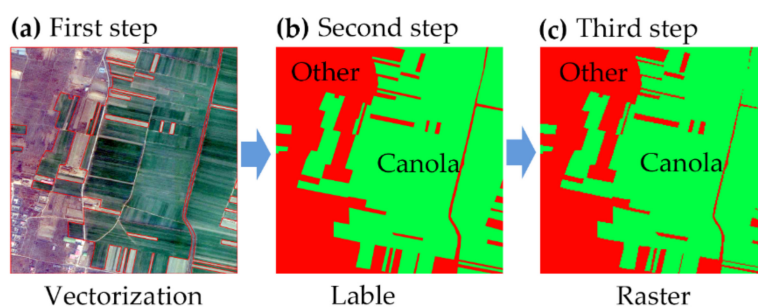 (a) First step
(b) Second step
(c) Third step
Other
Canola
Other
Canola
Vectorization
Lable
Raster